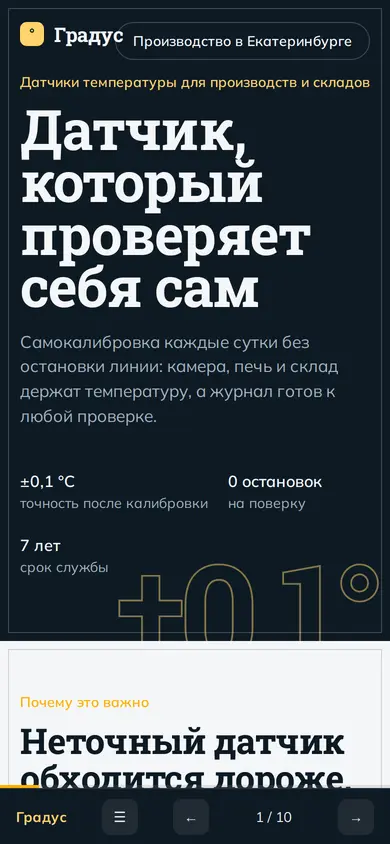 °
Градус
Производство в Екатеринбурге
Датчики температуры для производств и складов
Датчик,
который
проверяет
себя сам
Самокалибровка каждые сутки без
остановки линии: камера, печь и склад
держат температуру, а журнал готов к
любой проверке.
±0,1 °C
точность после калибровки
0 остановок
на поверку
7 лет
срок службы
±0,1°
Почему это важно
Неточный датчик
обходится дороже,
Градус
☰
←
1 / 10
→